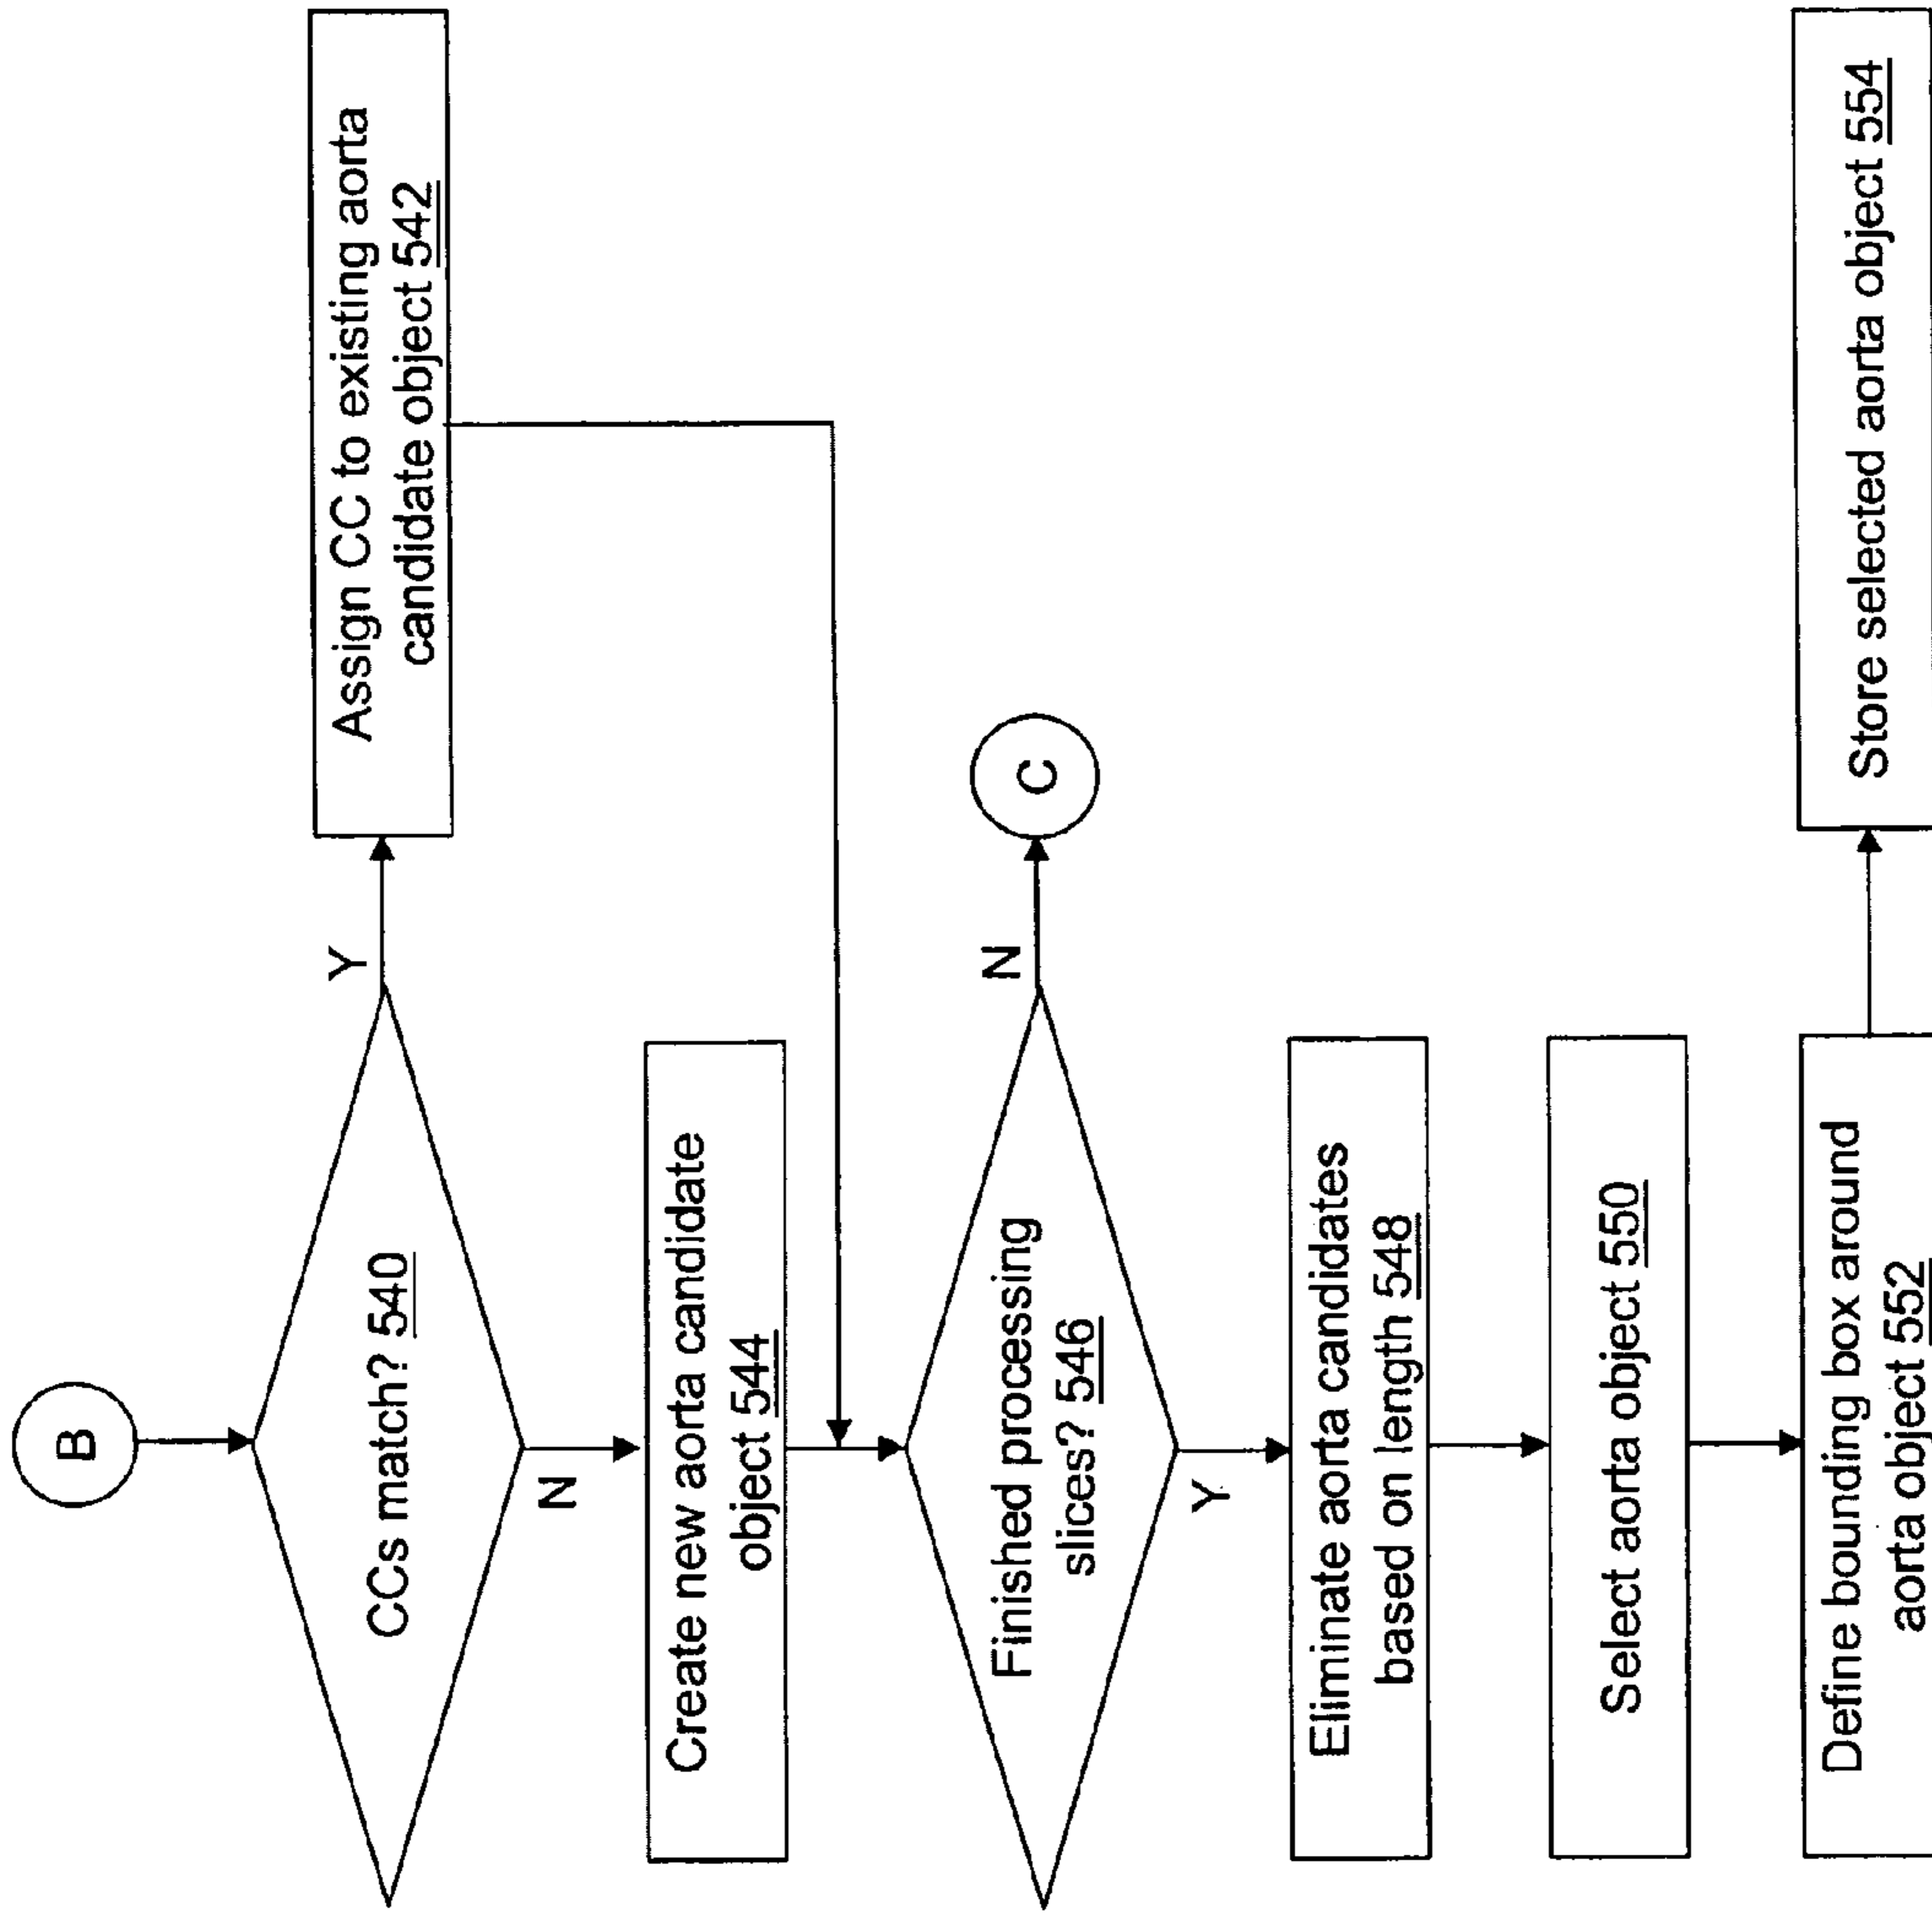 B
CCs match? 540
Y
Assign CC to existing aorta
candidate object 542
N
Create new aorta candidate
object 544
Finished processing
slices? 546
N
C
Y
Eliminate aorta candidates
based on length 548
Select aorta object 550
Define bounding box around
aorta object 552
Store selected aorta object 554